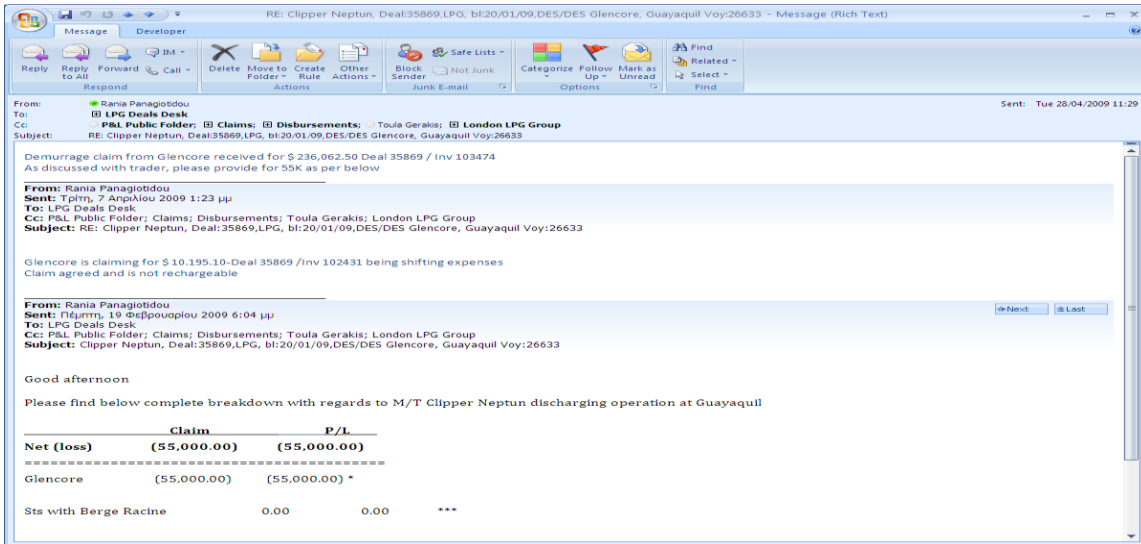 RE: Clipper Neptun, Deal:35869,LPG, bl:20/01/09,DES/DES Glencore, Guayaquil Voy:26633 - Message (Rich Text)
Message Developer
Reply Reply to All Forward IM Call
Delete Move to Folder Create Rule Other Actions
Block Sender Safe Lists Not Junk
Categorize Follow Up Mark as Unread
Find Related Select
Respond Actions Junk E-mail Options Find
From: Rania Panagiotidou Sent: Tue 28/04/2009 11:29
To: LPG Deals Desk
Cc: P&L Public Folder; Claims; Disbursements; Toula Gerakis; London LPG Group
Subject: RE: Clipper Neptun, Deal:35869,LPG, bl:20/01/09,DES/DES Glencore, Guayaquil Voy:26633
Demurrage claim from Glencore received for $ 236,062.50 Deal 35869 / Inv 103474
As discussed with trader, please provide for 55K as per below
From: Rania Panagiotidou
Sent: Τρίτη, 7 Απριλίου 2009 1:23 μμ
To: LPG Deals Desk
Cc: P&L Public Folder; Claims; Disbursements; Toula Gerakis; London LPG Group
Subject: RE: Clipper Neptun, Deal:35869,LPG, bl:20/01/09,DES/DES Glencore, Guayaquil Voy:26633
Glencore is claiming for $ 10.195.10-Deal 35869 /Inv 102431 being shifting expenses
Claim agreed and is not rechargeable
From: Rania Panagiotidou
Sent: Πέμπτη, 19 Φεβρουαρίου 2009 6:04 μμ
To: LPG Deals Desk
Cc: P&L Public Folder; Claims; Disbursements; Toula Gerakis; London LPG Group
Subject: Clipper Neptun, Deal:35869,LPG, bl:20/01/09,DES/DES Glencore, Guayaquil Voy:26633
Next Last
Good afternoon
Please find below complete breakdown with regards to M/T Clipper Neptun discharging operation at Guayaquil
Claim P/L
Net (loss) (55,000.00) (55,000.00)
============================================
Glencore (55,000.00) (55,000.00) *
Sts with Berge Racine 0.00 0.00 ***